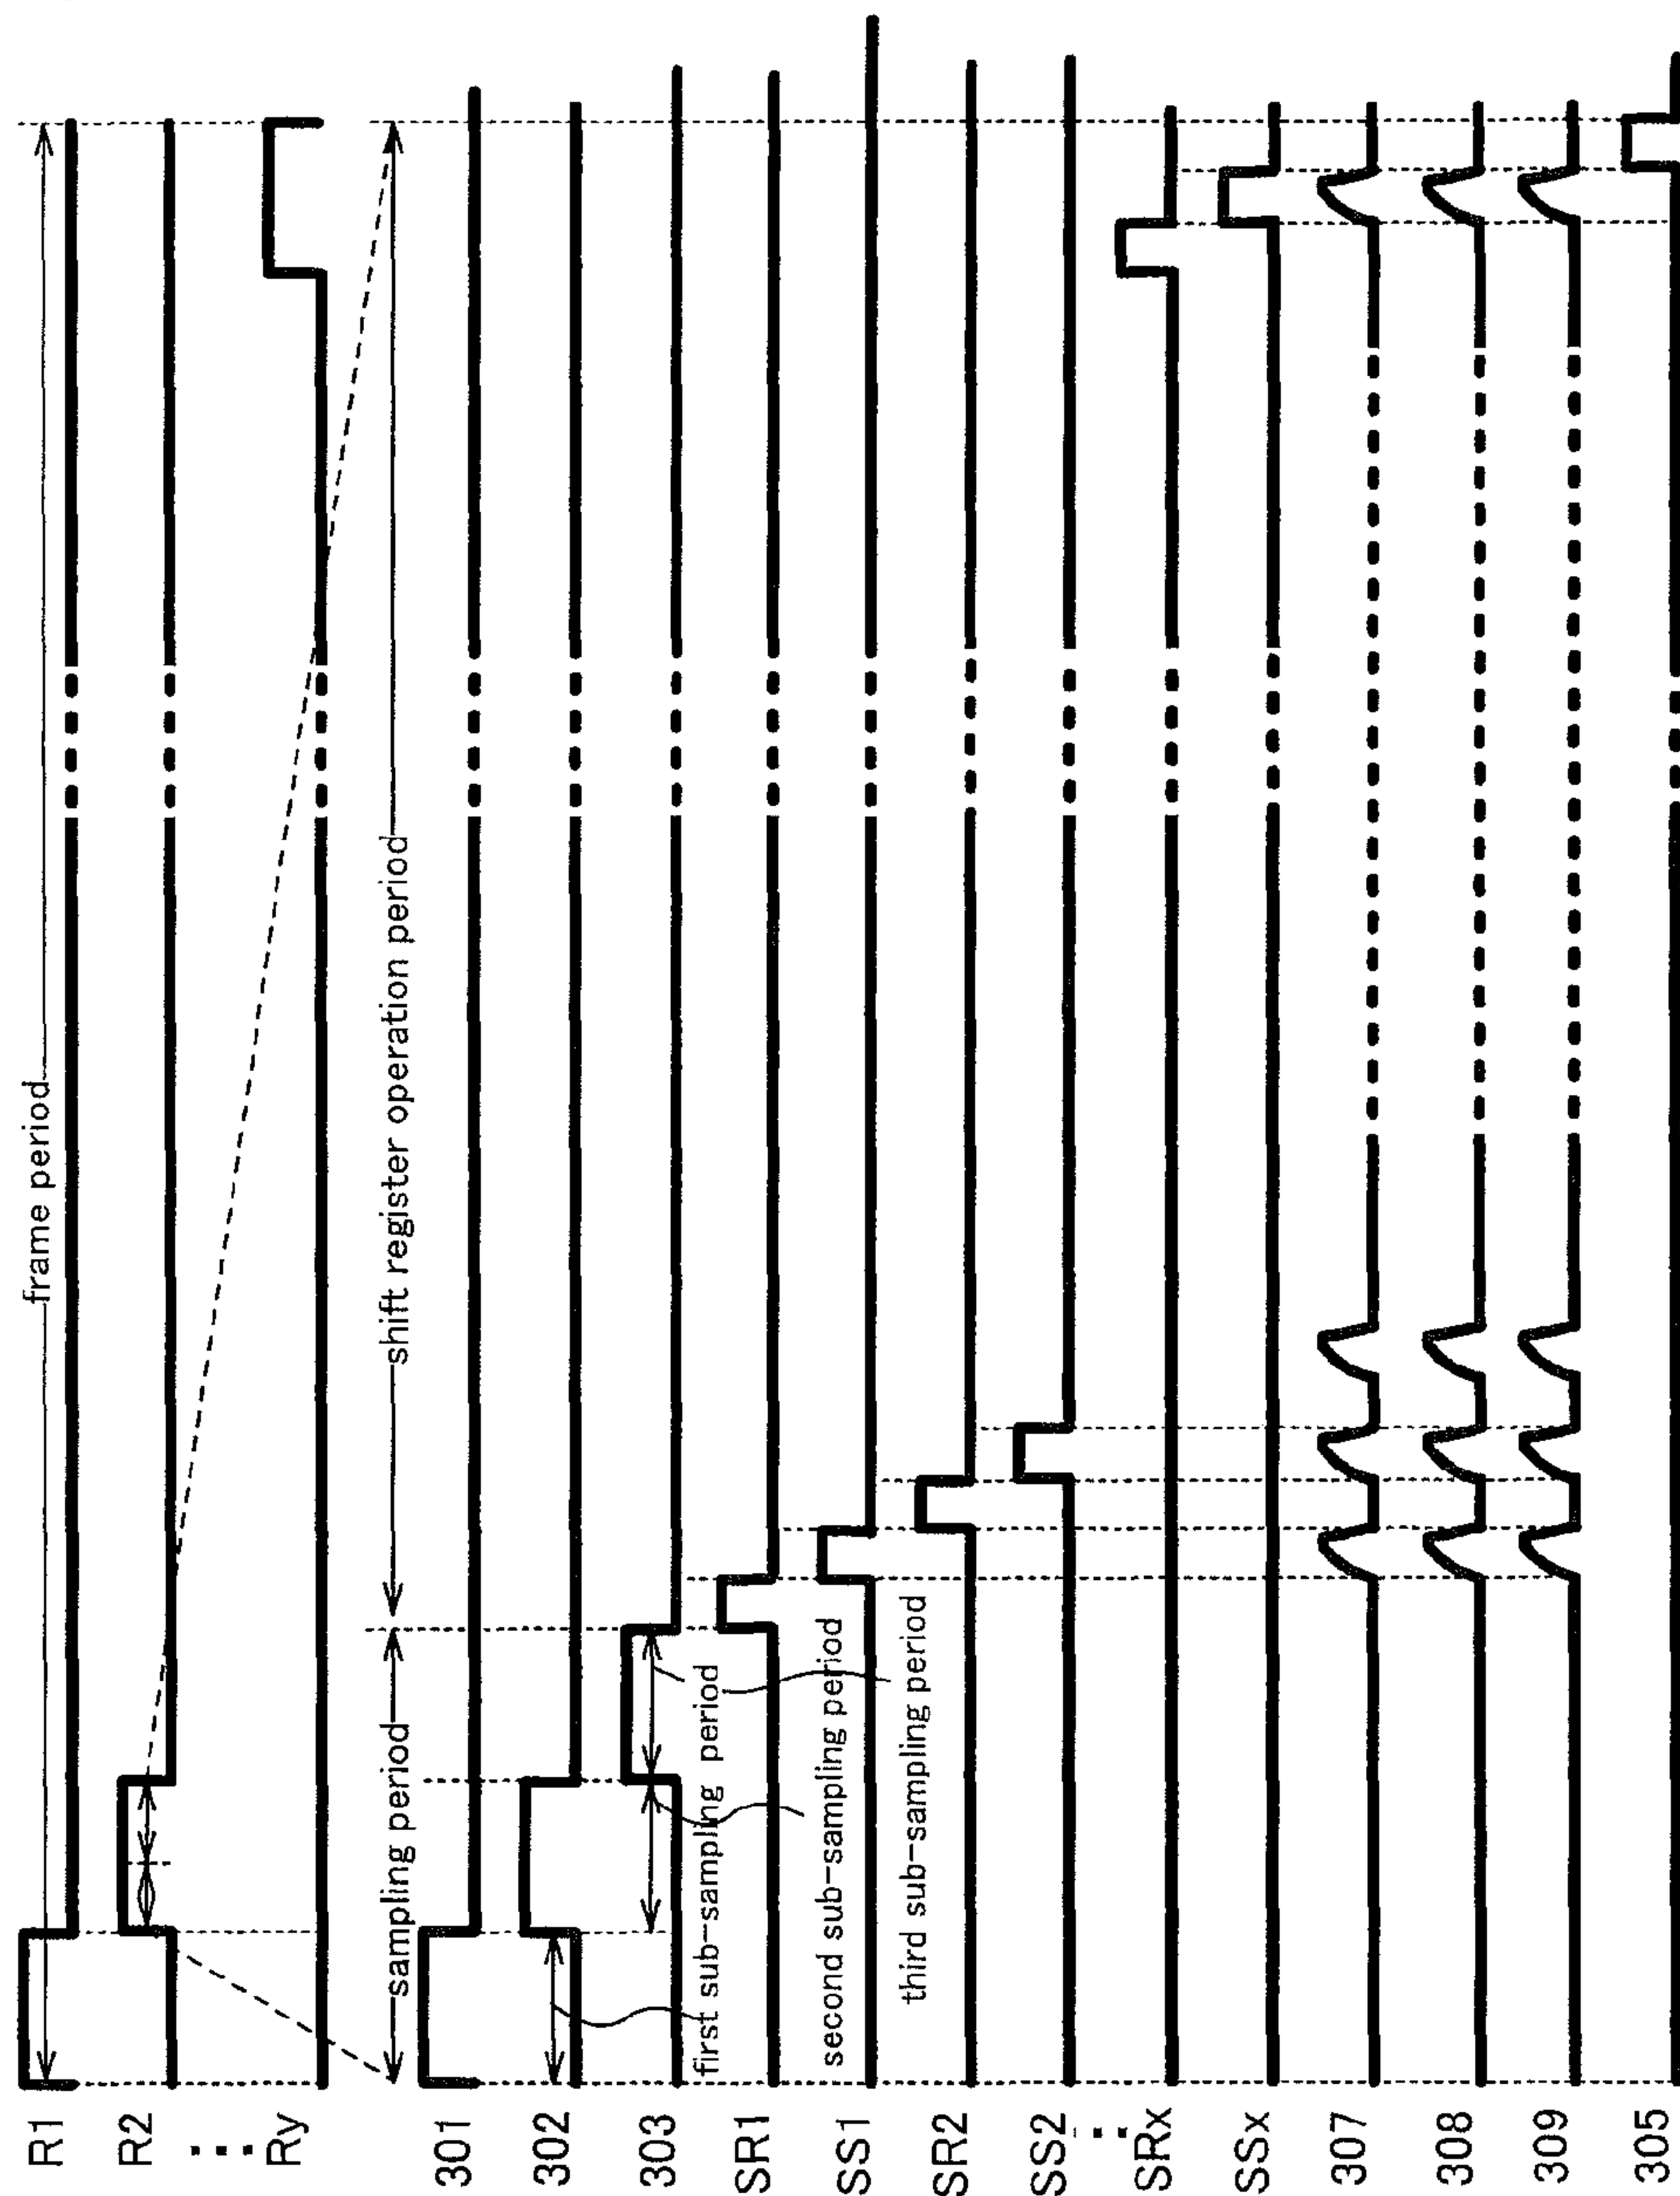 frame period
R1
R2
⋮
Ry
sampling period
shift register operation period
301
302
303
first sub-sampling period
second sub-sampling period
third sub-sampling period
SR1
SS1
SR2
SS2
⋮
SRx
SSx
307
308
309
305